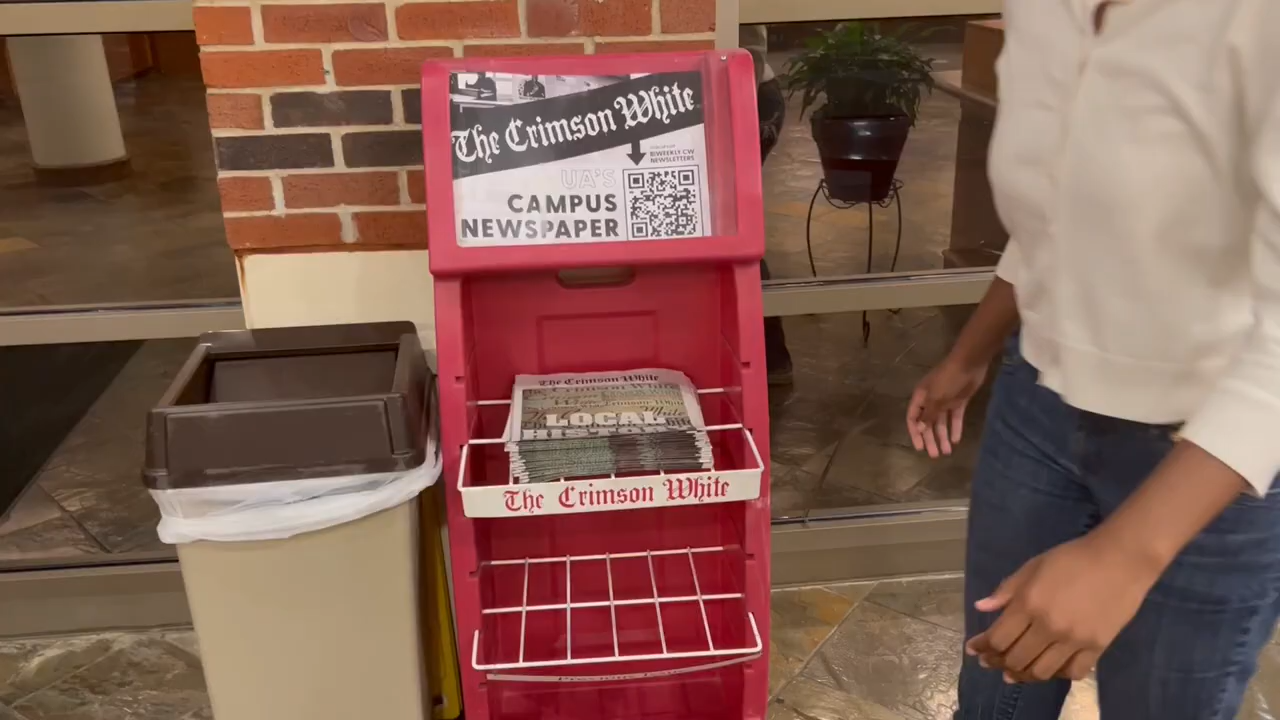 The Crimson White
BIWEEKLY CW
NEWSLETTERS
UA'S
CAMPUS
NEWSPAPER
The Crimson White
LOCAL
HISTORY
The Crimson White